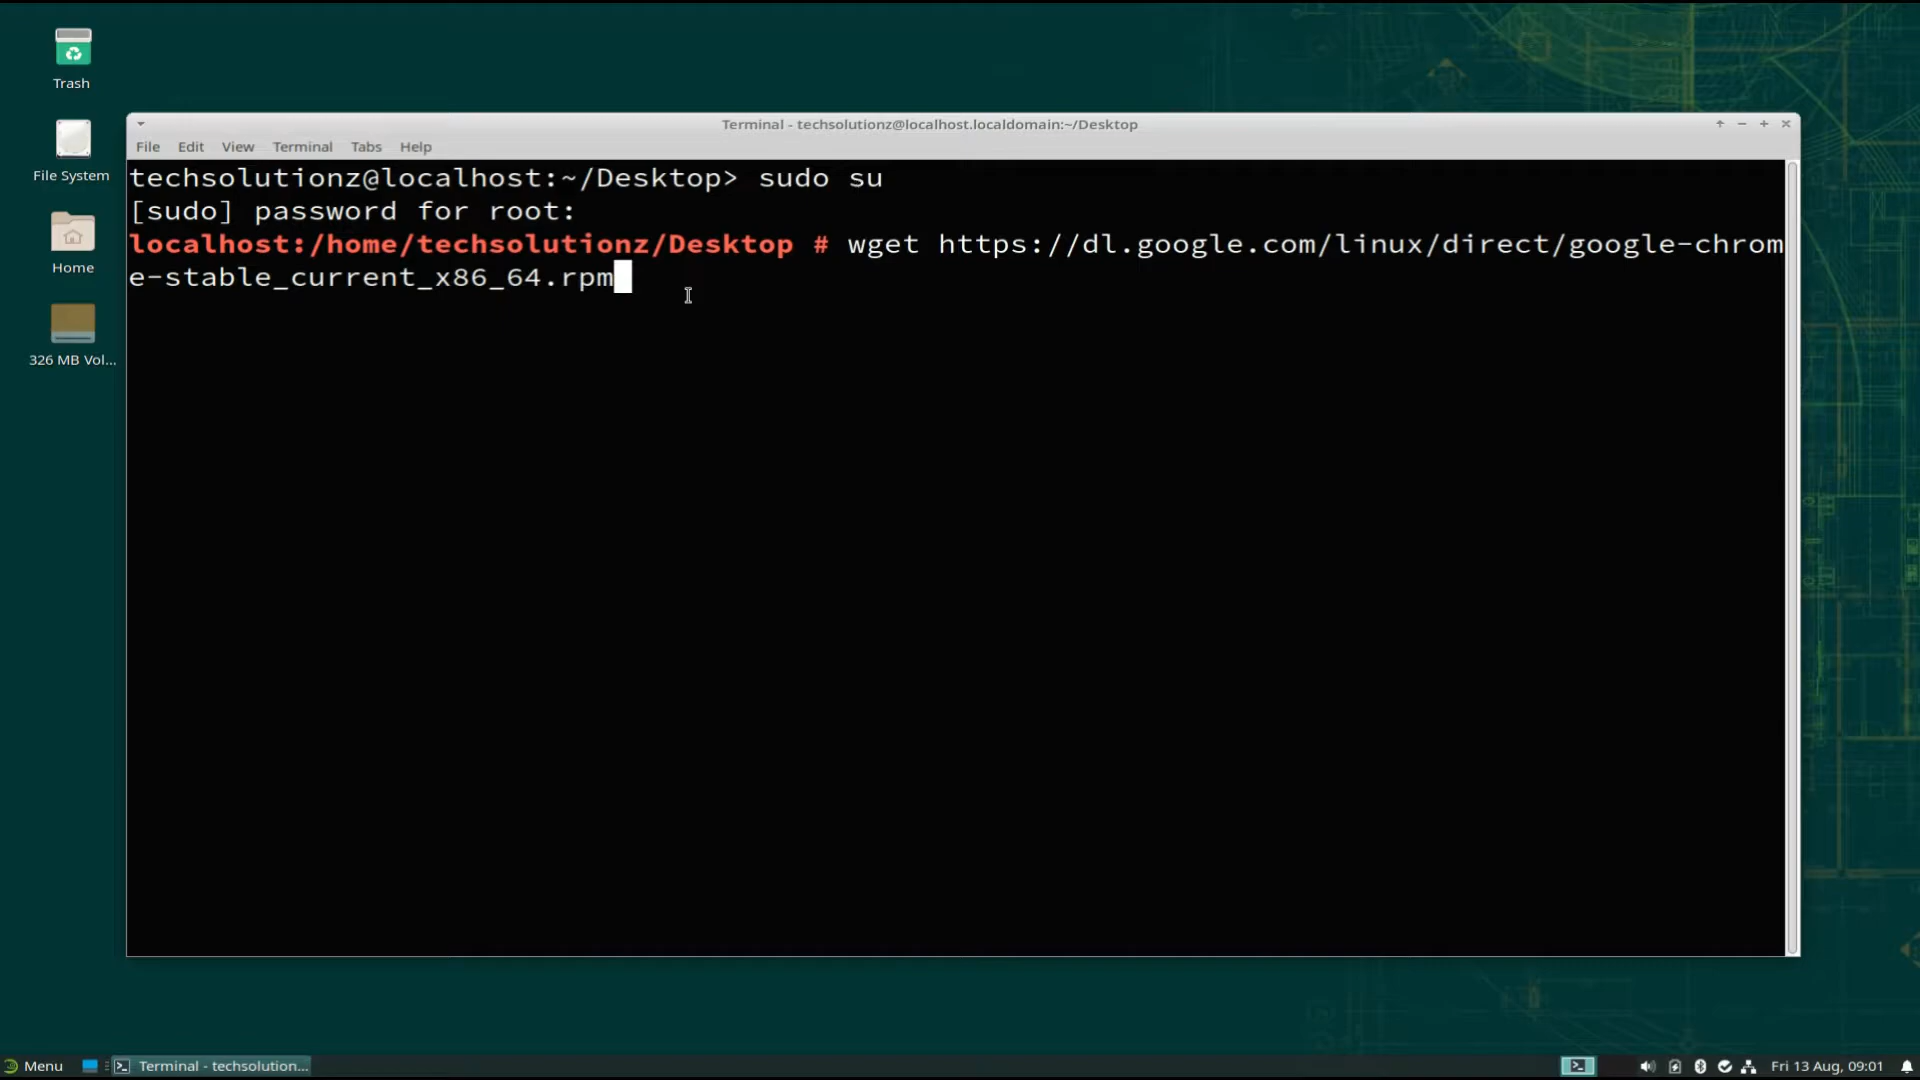 Trash
File System
Home
326 MB Vol...
Terminal - techsolutionz@localhost.localdomain:~/Desktop
File Edit View Terminal Tabs Help
techsolutionz@localhost:~/Desktop> sudo su
[sudo] password for root:
localhost:/home/techsolutionz/Desktop # wget https://dl.google.com/linux/direct/google-chrom
e-stable_current_x86_64.rpm
Menu Terminal - techsolution... Fri 13 Aug, 09:01